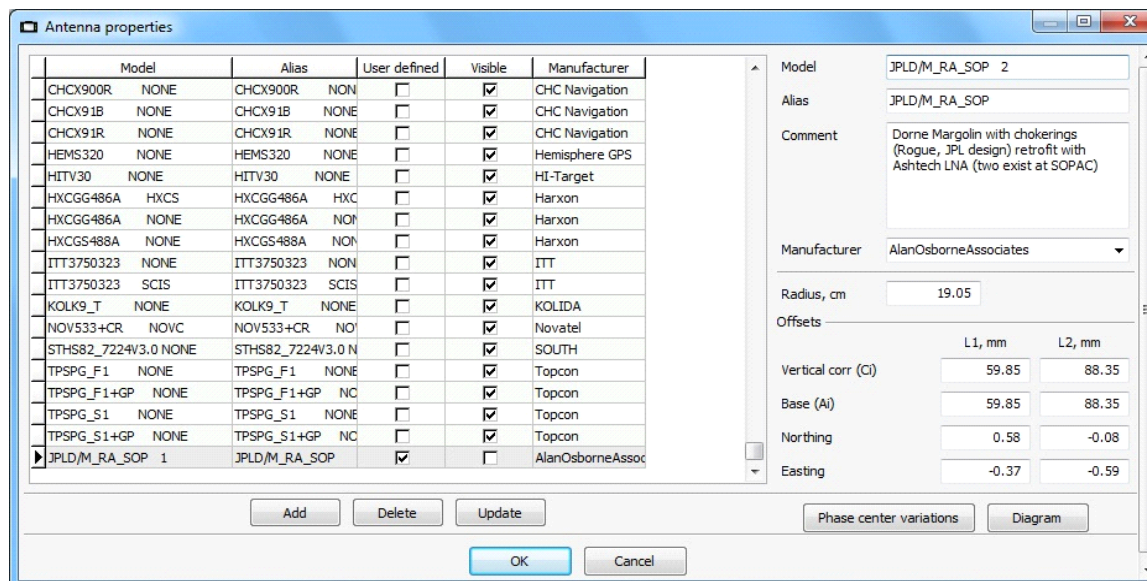 Antenna properties
Model Alias User defined Visible Manufacturer
CHCX900R NONE CHCX900R NON CHC Navigation
CHCX91B NONE CHCX91B NONE CHC Navigation
CHCX91R NONE CHCX91R NONE CHC Navigation
HEMS320 NONE HEMS320 NONE Hemisphere GPS
HITV30 NONE HITV30 NONE HI-Target
HXCGG486A HXCS HXCGG486A HXC Harxon
HXCGG486A NONE HXCGG486A NON Harxon
HXCGS488A NONE HXCGS488A NON Harxon
ITT3750323 NONE ITT3750323 NON ITT
ITT3750323 SCIS ITT3750323 SCIS ITT
KOLK9_T NONE KOLK9_T NONE KOLIDA
NOV533+CR NOVC NOV533+CR NO Novatel
STHS82_7224V3.0 NONE STHS82_7224V3.0 N SOUTH
TPSPG_F1 NONE TPSPG_F1 NONE Topcon
TPSPG_F1+GP NONE TPSPG_F1+GP NO Topcon
TPSPG_S1 NONE TPSPG_S1 NONE Topcon
TPSPG_S1+GP NONE TPSPG_S1+GP NO Topcon
JPLD/M_RA_SOP 1 JPLD/M_RA_SOP AlanOsborneAssoc
Add Delete Update
Model JPLD/M_RA_SOP 2
Alias JPLD/M_RA_SOP
Comment Dorne Margolin with chokerings
(Rogue, JPL design) retrofit with
Ashtech LNA (two exist at SOPAC)
Manufacturer AlanOsborneAssociates
Radius, cm 19.05
Offsets
L1, mm L2, mm
Vertical corr (Ci) 59.85 88.35
Base (Ai) 59.85 88.35
Northing 0.58 -0.08
Easting -0.37 -0.59
Phase center variations Diagram
OK Cancel